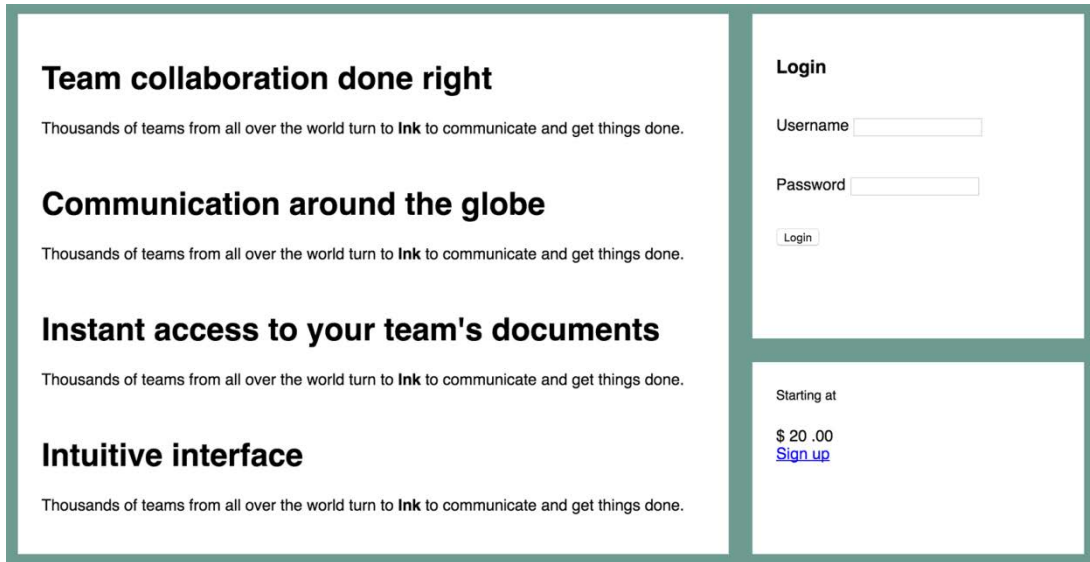 Team collaboration done right
Thousands of teams from all over the world turn to Ink to communicate and get things done.
Communication around the globe
Thousands of teams from all over the world turn to Ink to communicate and get things done.
Instant access to your team's documents
Thousands of teams from all over the world turn to Ink to communicate and get things done.
Intuitive interface
Thousands of teams from all over the world turn to Ink to communicate and get things done.
Login
Username
Password
Login
Starting at
$ 20 .00
Sign up